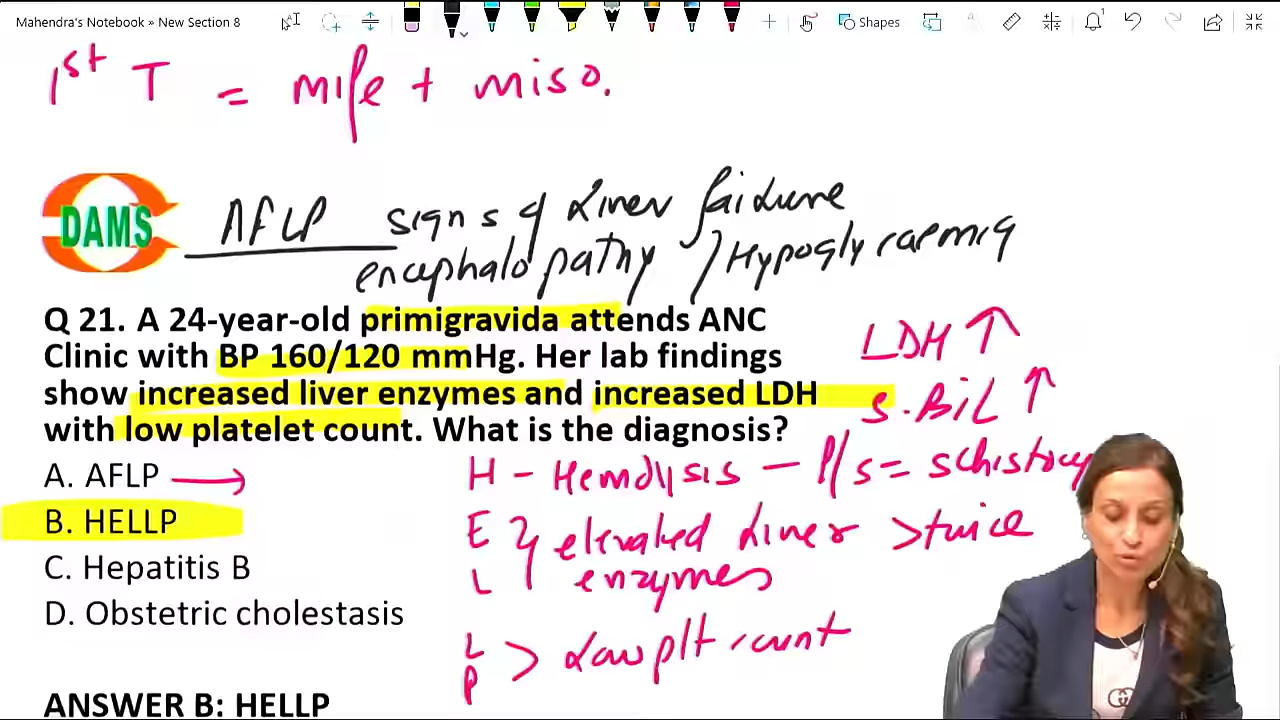 Mahendra's Notebook » New Section 8
Shapes
1st T = mife + miso.
DAMS
AFLP signs of Liver failure
encephalopathy / Hypoglycaemia
Q 21. A 24-year-old primigravida attends ANC
Clinic with BP 160/120 mmHg. Her lab findings
show increased liver enzymes and increased LDH
with low platelet count. What is the diagnosis?
LDH ↑
S.BiL ↑
A. AFLP →
B. HELLP
C. Hepatitis B
D. Obstetric cholestasis
H - Hemolysis - P/s = schistocy
E } elevated Liver >twice
L enzymes
L > Low plt count
P
ANSWER B: HELLP